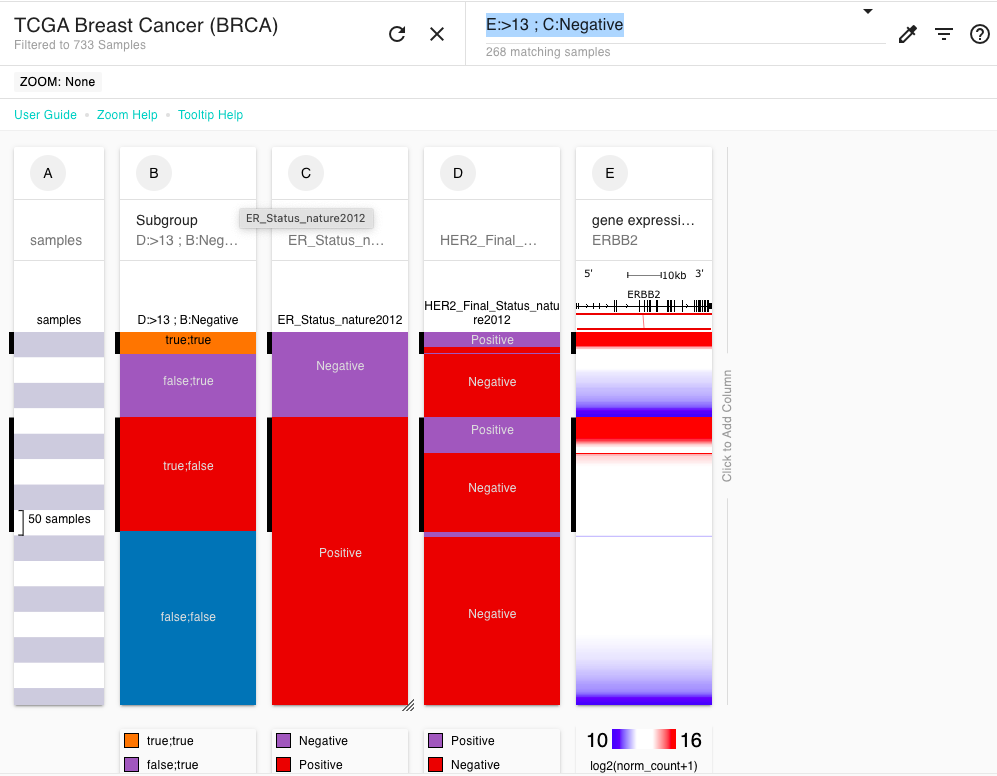 TCGA Breast Cancer (BRCA)
Filtered to 733 Samples
E:>13 ; C:Negative
268 matching samples
ZOOM: None
User Guide • Zoom Help • Tooltip Help
A
B
C
D
E
samples
Subgroup
D:>13 ; B:Neg...
ER_Status_nature2012
ER_Status_n...
HER2_Final_...
gene expressi...
ERBB2
5' 10kb 3'
ERBB2
samples
D:>13 ; B:Negative
ER_Status_nature2012
HER2_Final_Status_natu
re2012
true;true
false;true
true;false
false;false
Negative
Positive
Positive
Negative
Positive
Negative
Negative
50 samples
Click to Add Column
true;true
false;true
Negative
Positive
Positive
Negative
10 16
log2(norm_count+1)